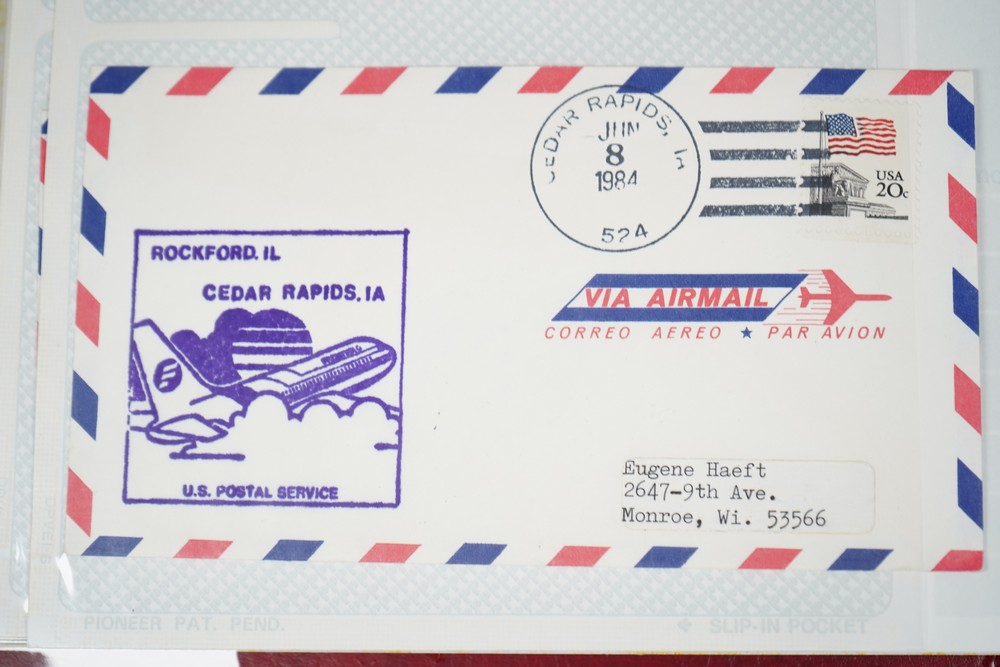 CEDAR RAPIDS, IA
JUN
8
1984
524
USA
20c
ROCKFORD. IL
CEDAR RAPIDS. IA
U.S. POSTAL SERVICE
VIA AIRMAIL
CORREO AEREO ★ PAR AVION
Eugene Haeft
2647-9th Ave.
Monroe, Wi. 53566
PIONEER PAT. PEND.
SLIP-IN POCKET